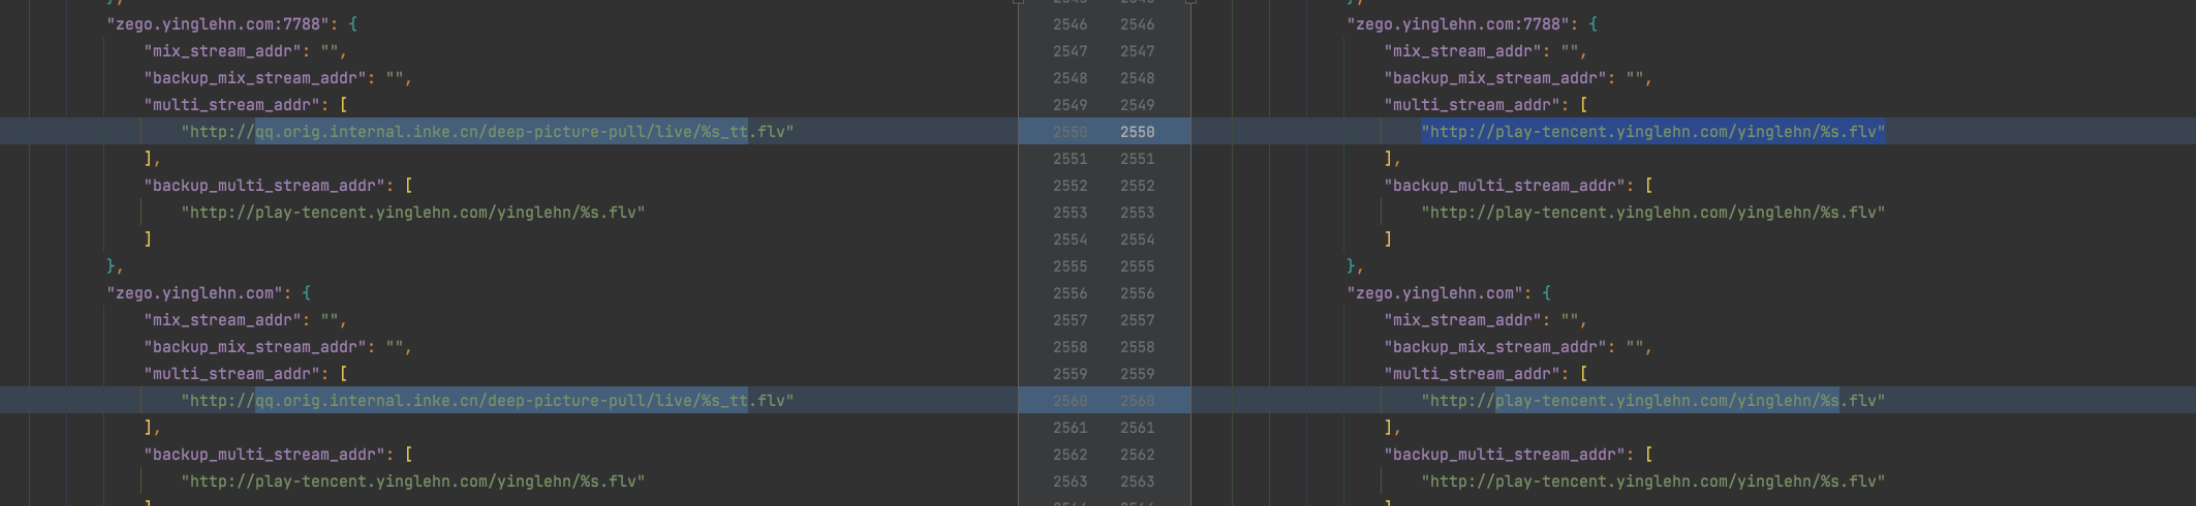 "zego.yinglehn.com:7788": {
"mix_stream_addr": "",
"backup_mix_stream_addr": "",
"multi_stream_addr": [
"http://qq.orig.internal.inke.cn/deep-picture-pull/live/%s_tt.flv"
],
"backup_multi_stream_addr": [
"http://play-tencent.yinglehn.com/yinglehn/%s.flv"
]
},
"zego.yinglehn.com": {
"mix_stream_addr": "",
"backup_mix_stream_addr": "",
"multi_stream_addr": [
"http://qq.orig.internal.inke.cn/deep-picture-pull/live/%s_tt.flv"
],
"backup_multi_stream_addr": [
"http://play-tencent.yinglehn.com/yinglehn/%s.flv"
2546 2546
2547 2547
2548 2548
2549 2549
2550 2550
2551 2551
2552 2552
2553 2553
2554 2554
2555 2555
2556 2556
2557 2557
2558 2558
2559 2559
2560 2560
2561 2561
2562 2562
2563 2563
"zego.yinglehn.com:7788": {
"mix_stream_addr": "",
"backup_mix_stream_addr": "",
"multi_stream_addr": [
"http://play-tencent.yinglehn.com/yinglehn/%s.flv"
],
"backup_multi_stream_addr": [
"http://play-tencent.yinglehn.com/yinglehn/%s.flv"
]
},
"zego.yinglehn.com": {
"mix_stream_addr": "",
"backup_mix_stream_addr": "",
"multi_stream_addr": [
"http://play-tencent.yinglehn.com/yinglehn/%s.flv"
],
"backup_multi_stream_addr": [
"http://play-tencent.yinglehn.com/yinglehn/%s.flv"